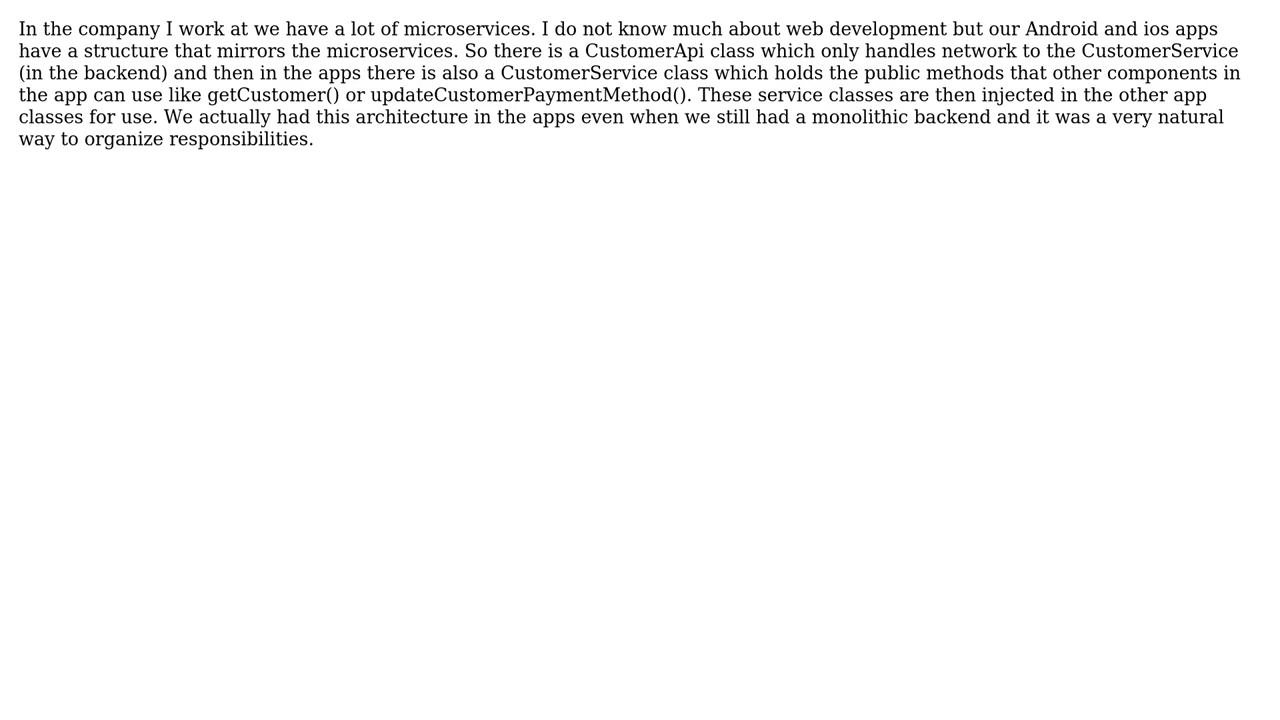 In the company I work at we have a lot of microservices. I do not know much about web development but our Android and ios apps
have a structure that mirrors the microservices. So there is a CustomerApi class which only handles network to the CustomerService
(in the backend) and then in the apps there is also a CustomerService class which holds the public methods that other components in
the app can use like getCustomer() or updateCustomerPaymentMethod(). These service classes are then injected in the other app
classes for use. We actually had this architecture in the apps even when we still had a monolithic backend and it was a very natural
way to organize responsibilities.